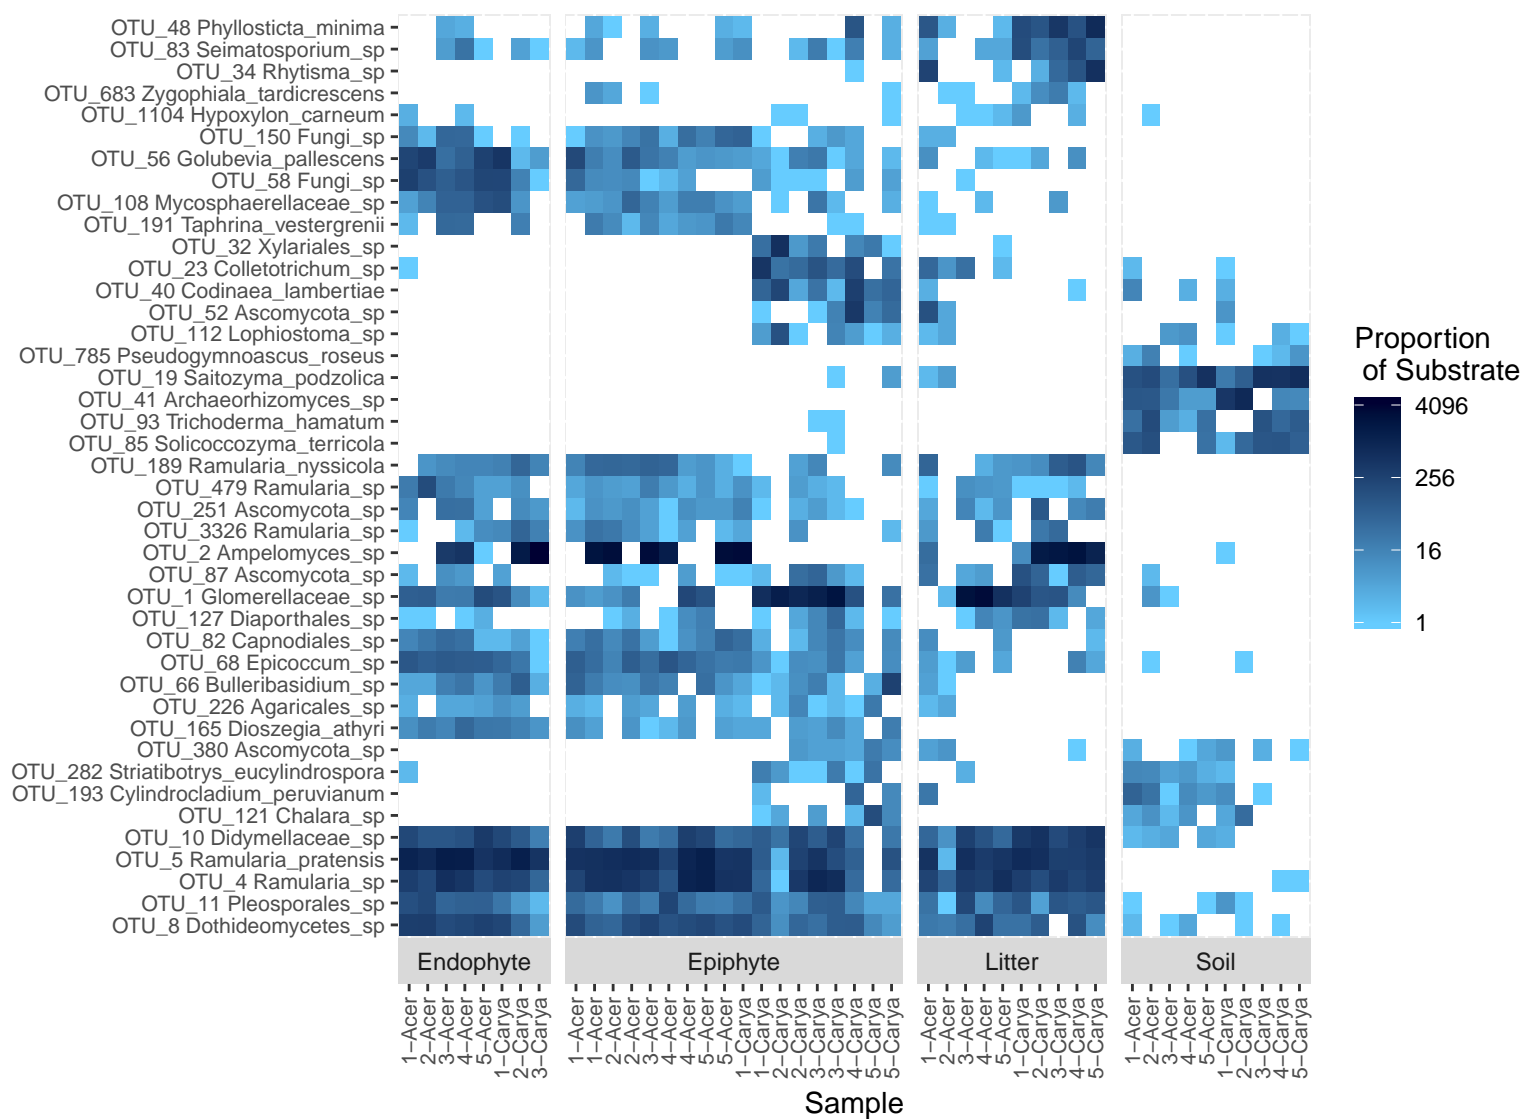 OTU_48 Phyllosticta_minima
OTU_83 Seimatosporium_sp
OTU_34 Rhytisma_sp
OTU_683 Zygophiala_tardicrescens
OTU_1104 Hypoxylon_carneum
OTU_150 Fungi_sp
OTU_56 Golubevia_pallescens
OTU_58 Fungi_sp
OTU_108 Mycosphaerellaceae_sp
OTU_191 Taphrina_vestergrenii
OTU_32 Xylariales_sp
OTU_23 Colletotrichum_sp
OTU_40 Codinaea_lambertiae
OTU_52 Ascomycota_sp
OTU_112 Lophiostoma_sp
OTU_785 Pseudogymnoascus_roseus
OTU_19 Saitozyma_podzolica
OTU_41 Archaeorhizomyces_sp
OTU_93 Trichoderma_hamatum
OTU_85 Solicoccozyma_terricola
OTU_189 Ramularia_nyssicola
OTU_479 Ramularia_sp
OTU_251 Ascomycota_sp
OTU_3326 Ramularia_sp
OTU_2 Ampelomyces_sp
OTU_87 Ascomycota_sp
OTU_1 Glomerellaceae_sp
OTU_127 Diaporthales_sp
OTU_82 Capnodiales_sp
OTU_68 Epicoccum_sp
OTU_66 Bulleribasidium_sp
OTU_226 Agaricales_sp
OTU_165 Dioszegia_athyri
OTU_380 Ascomycota_sp
OTU_282 Striatibotrys_eucylindrospora
OTU_193 Cylindrocladium_peruvianum
OTU_121 Chalara_sp
OTU_10 Didymellaceae_sp
OTU_5 Ramularia_pratensis
OTU_4 Ramularia_sp
OTU_11 Pleosporales_sp
OTU_8 Dothideomycetes_sp
Endophyte
Epiphyte
Litter
Soil
1-Acer
2-Acer
3-Acer
4-Acer
5-Acer
1-Carya
2-Carya
3-Carya
1-Acer
1-Acer
2-Acer
2-Acer
3-Acer
4-Acer
4-Acer
5-Acer
5-Acer
1-Carya
1-Carya
2-Carya
2-Carya
3-Carya
3-Carya
4-Carya
5-Carya
5-Carya
1-Acer
2-Acer
3-Acer
4-Acer
5-Acer
1-Carya
2-Carya
3-Carya
4-Carya
5-Carya
1-Acer
2-Acer
3-Acer
4-Acer
5-Acer
1-Carya
2-Carya
3-Carya
4-Carya
5-Carya
Sample
Proportion
of Substrate
4096
256
16
1